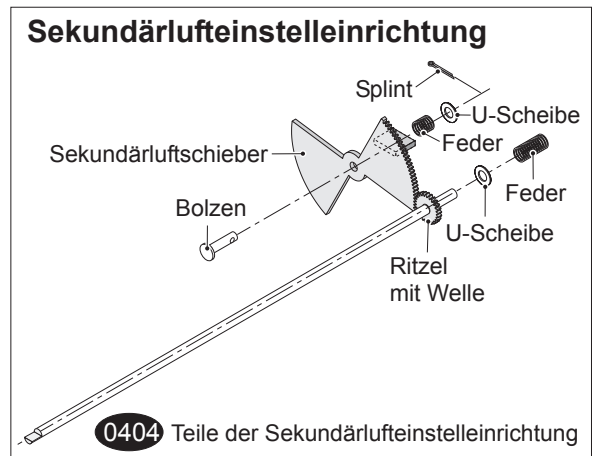 Sekundärlufteinstelleinrichtung
Splint
U-Scheibe
Feder
Sekundärluftschieber
Feder
Bolzen
U-Scheibe
Ritzel
mit Welle
0404 Teile der Sekundärlufteinstelleinrichtung